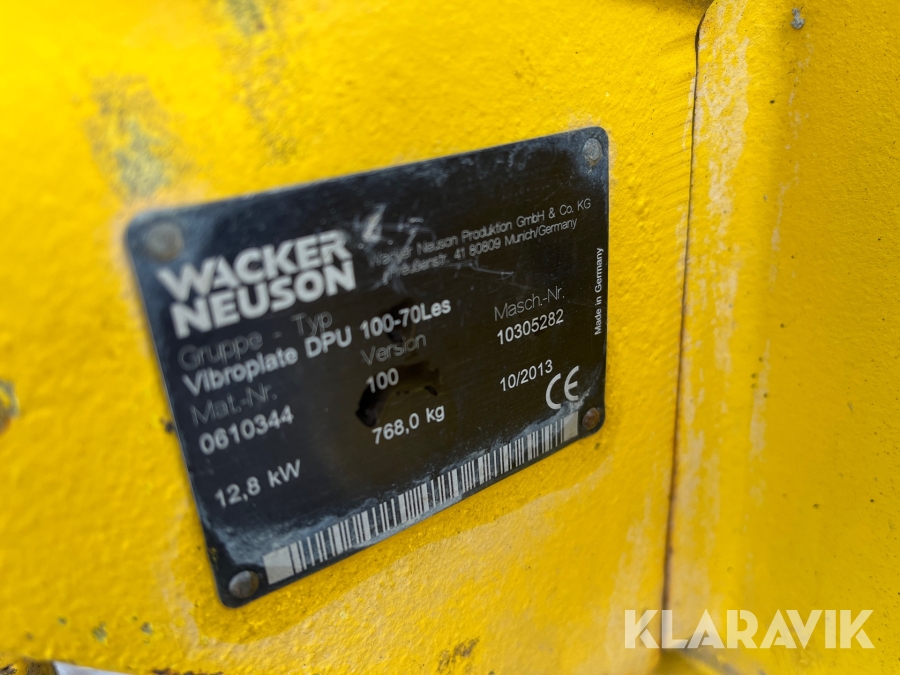 WACKER
NEUSON
Wacker Neuson Produktion GmbH & Co. KG
41 80809 Munich/Germany
Gruppe - Typ
Vibroplate DPU 100-70Les
Mat.-Nr.
Version
Masch.-Nr.
0610344
100
10305282
12,8 kW
768,0 kg
10/2013
CE
Made in Germany
KLARAVIK